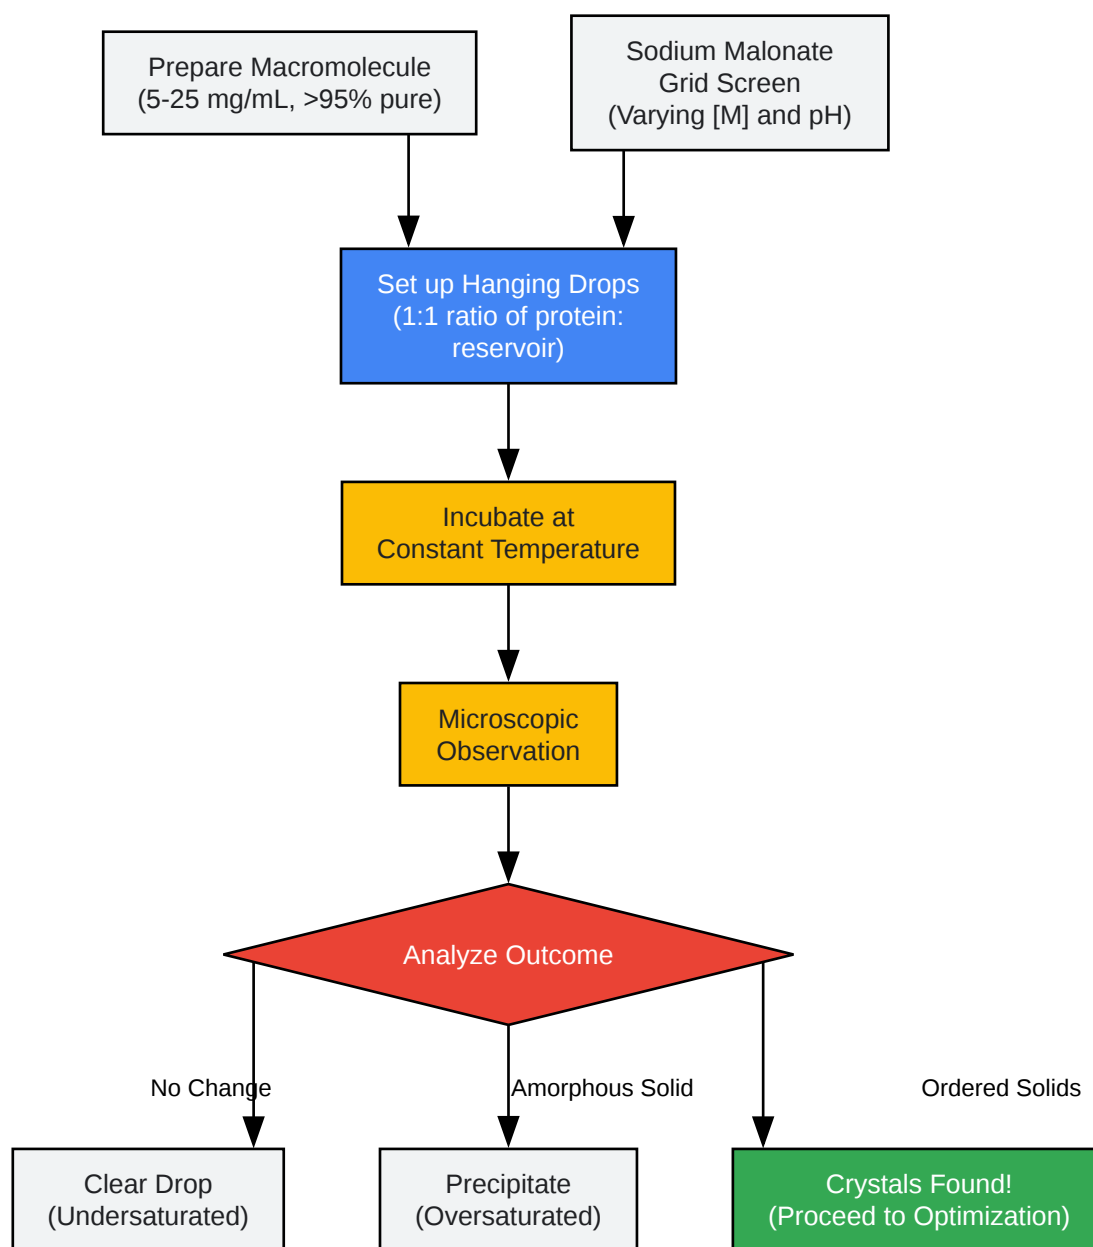 Prepare Macromolecule
(5-25 mg/mL, >95% pure)
Sodium Malonate
Grid Screen
(Varying [M] and pH)
Set up Hanging Drops
(1:1 ratio of protein:
reservoir)
Incubate at
Constant Temperature
Microscopic
Observation
Analyze Outcome
No Change
Amorphous Solid
Ordered Solids
Clear Drop
(Undersaturated)
Precipitate
(Oversaturated)
Crystals Found!
(Proceed to Optimization)